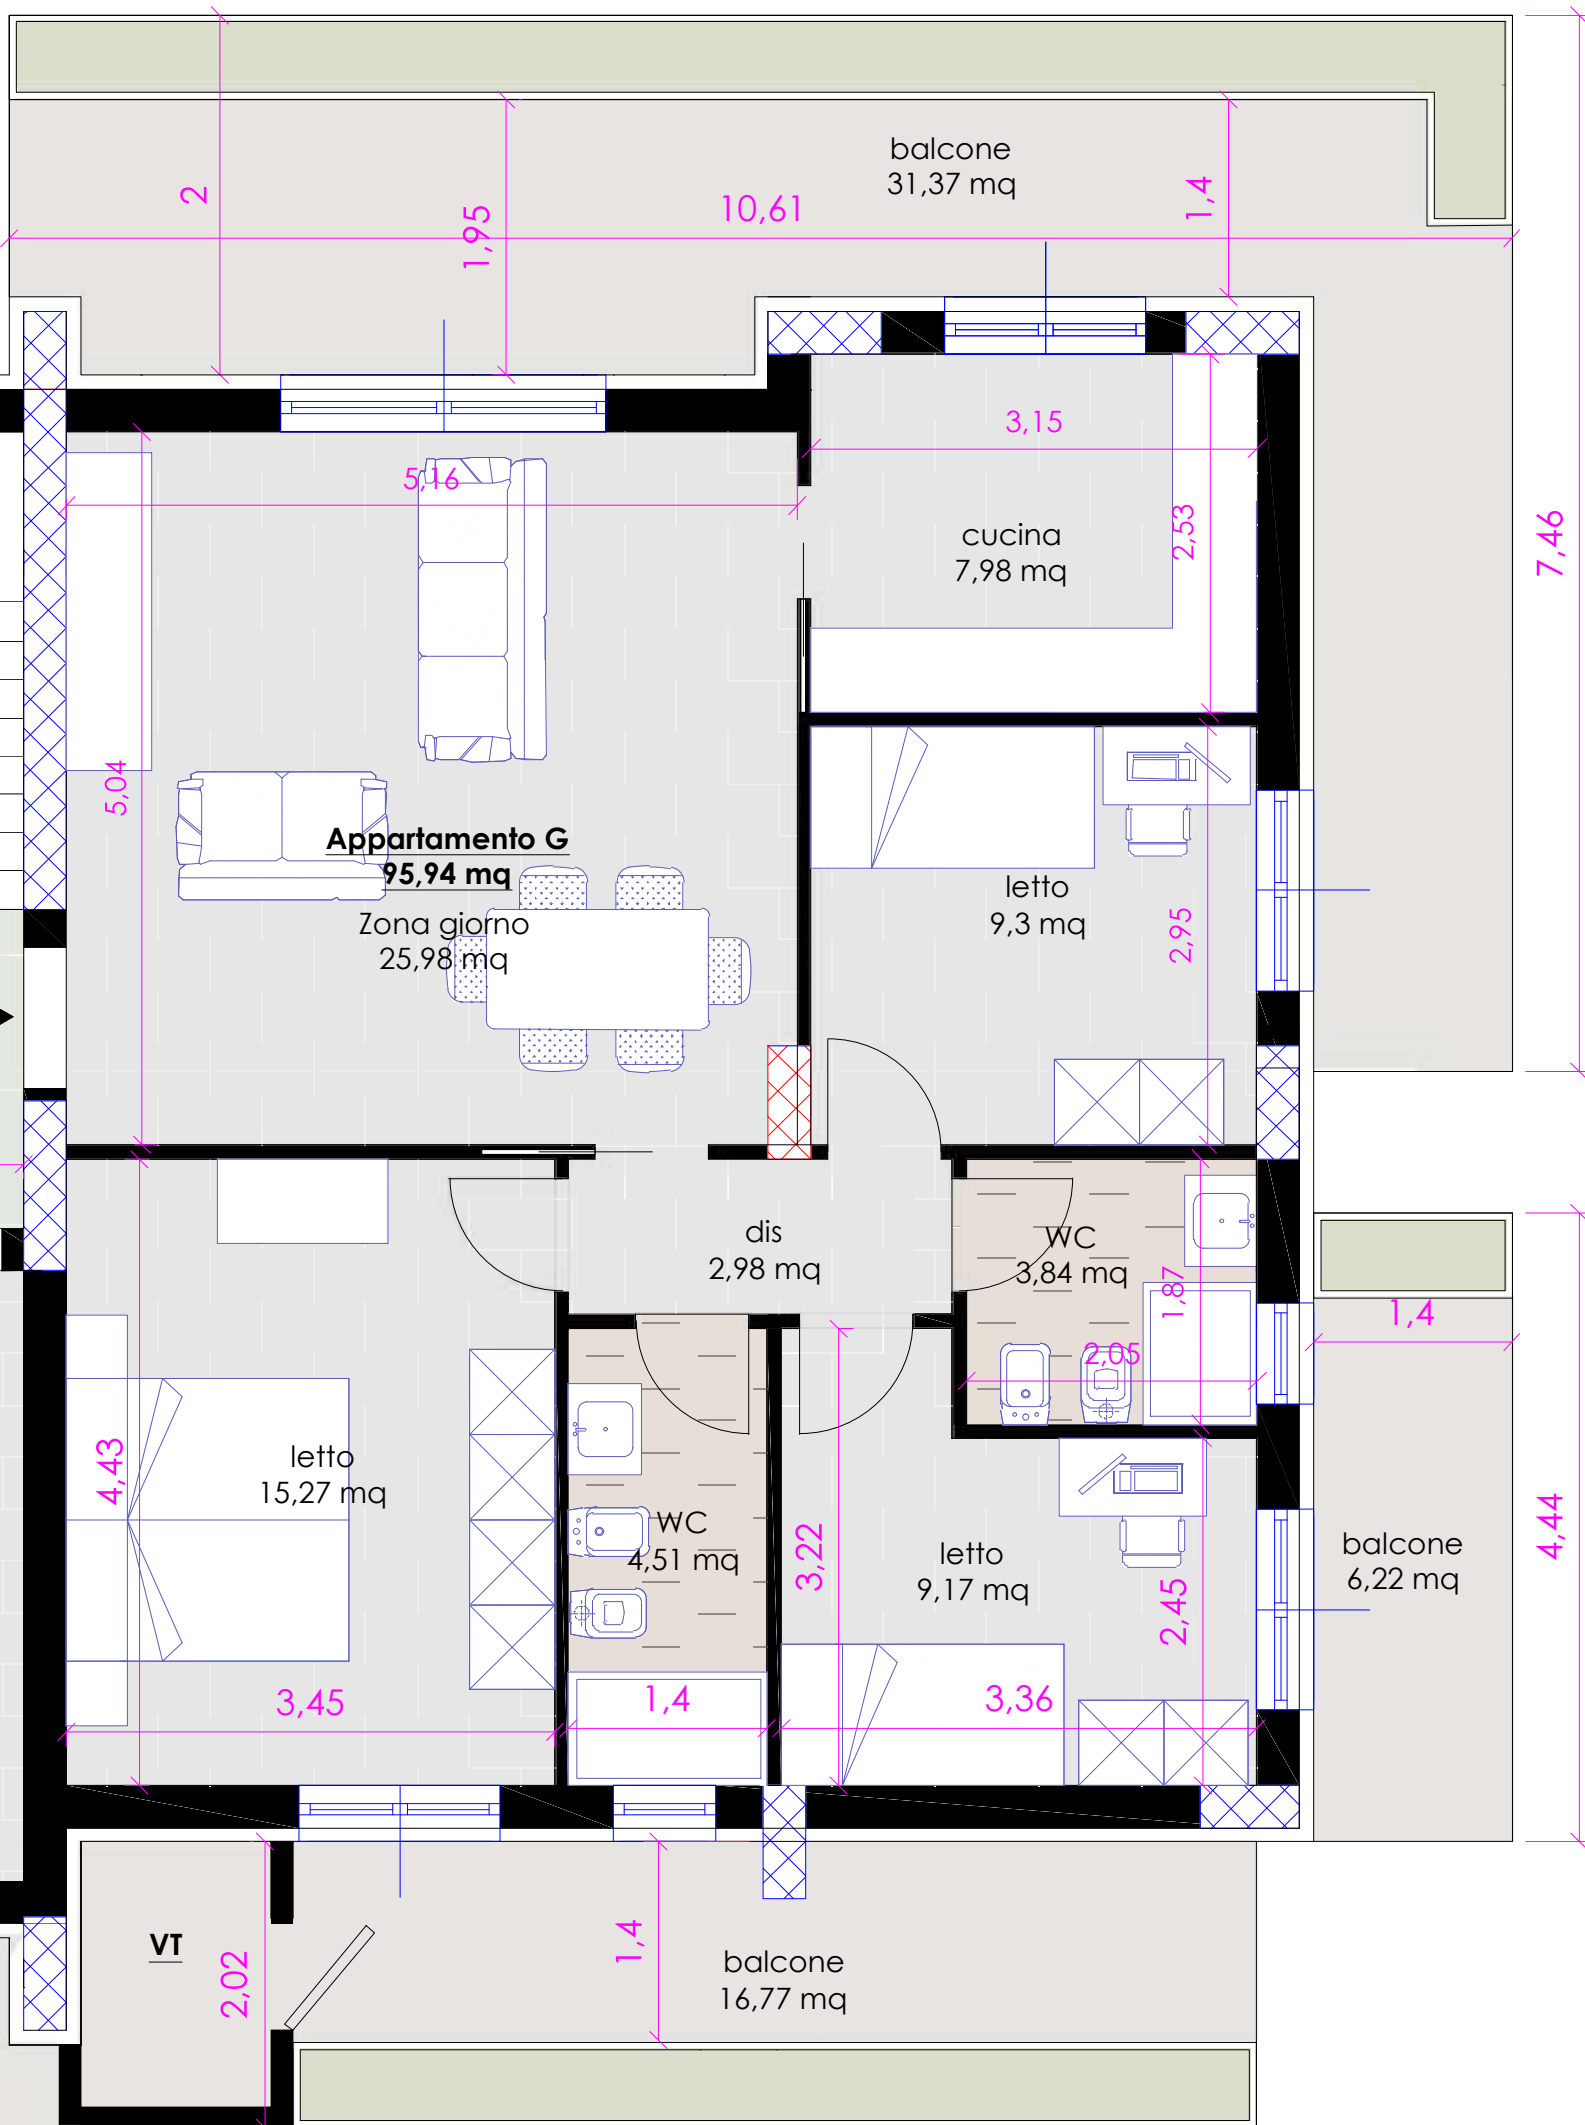 balcone
31,37 mq
2
1,95
10,61
1,4
3,15
5,16
cucina
7,98 mq
2,53
7,46
5,04
Appartamento G
95,94 mq
Zona giorno
25,98 mq
letto
9,3 mq
2,95
dis
2,98 mq
WC
3,84 mq
1,87
2,05
1,4
letto
15,27 mq
4,43
WC
4,51 mq
3,22
letto
9,17 mq
2,45
balcone
6,22 mq
4,44
3,45
1,4
3,36
VT
2,02
1,4
balcone
16,77 mq